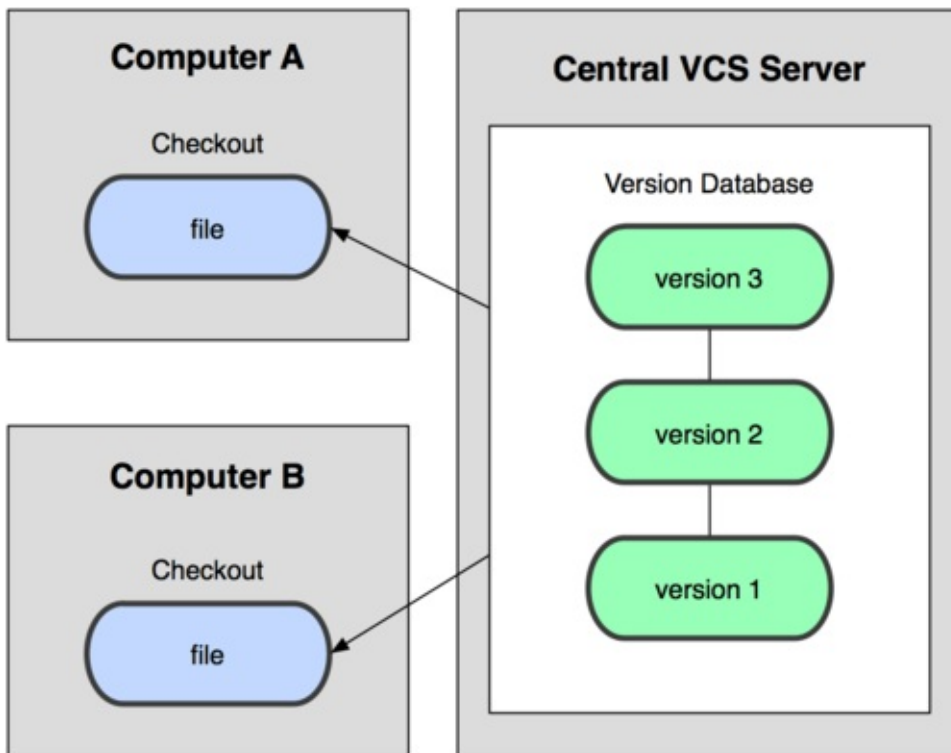 Computer A
Checkout
file
Computer B
Checkout
file
Central VCS Server
Version Database
version 3
version 2
version 1